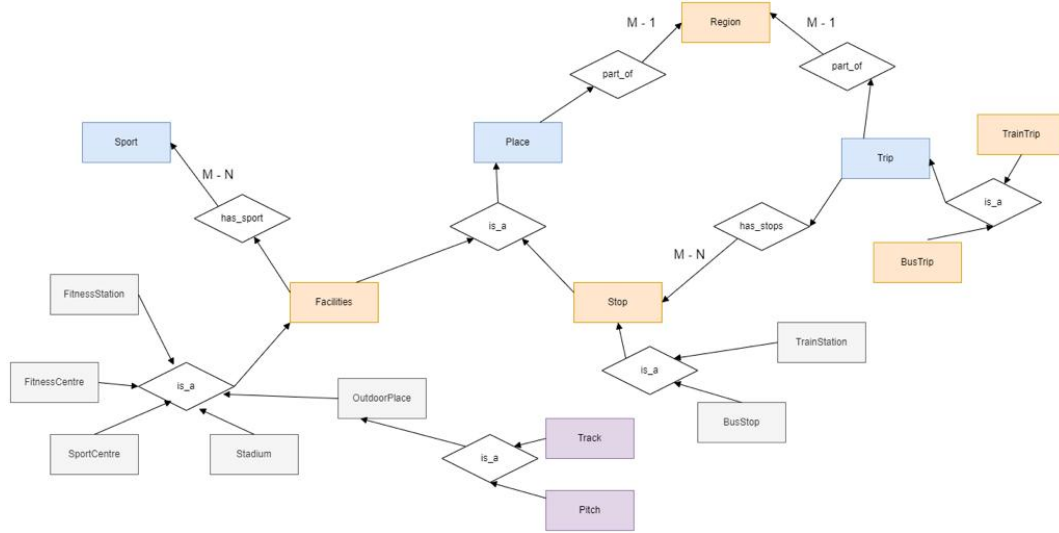 M - 1
Region
M - 1
part_of
part_of
Sport
Place
Trip
TrainTrip
M - N
has_sport
is_a
has_stops
is_a
M - N
BusTrip
FitnessStation
Facilities
Stop
TrainStation
FitnessCentre
is_a
OutdoorPlace
is_a
BusStop
SportCentre
Stadium
is_a
Track
Pitch